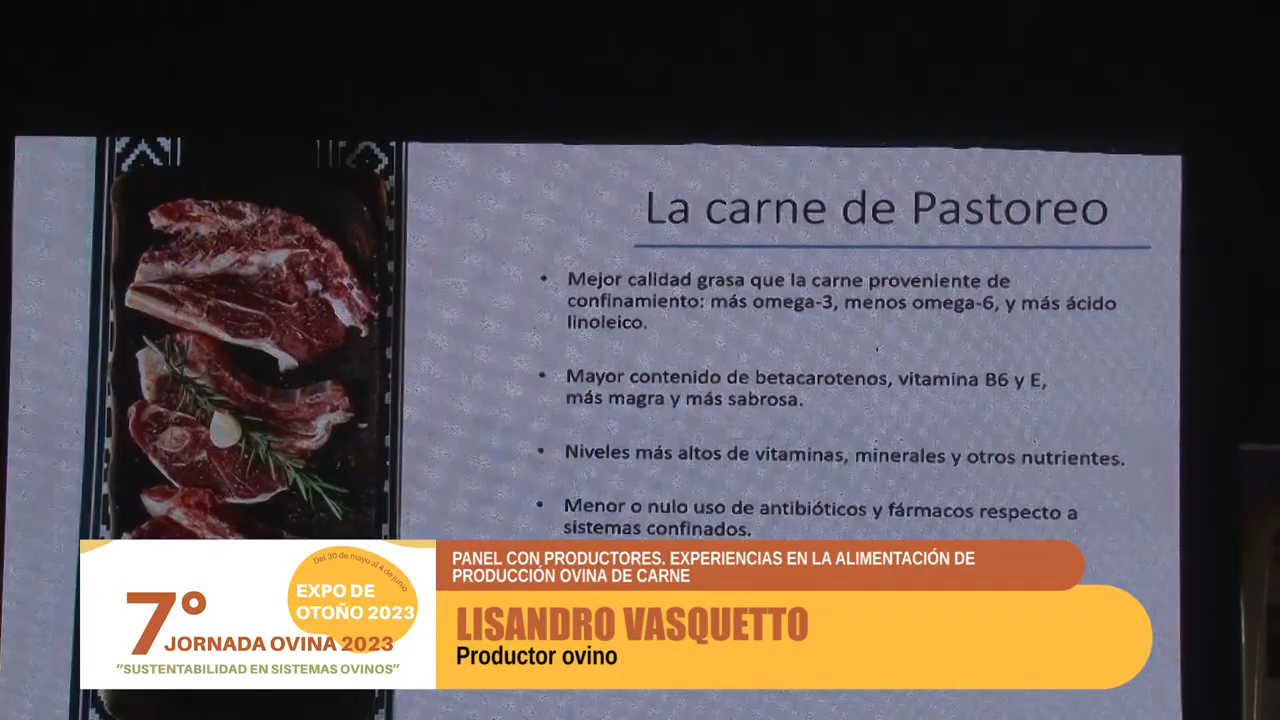 La carne de Pastoreo
• Mejor calidad grasa que la carne proveniente de
confinamiento: más omega-3, menos omega-6, y más ácido
linoleico.
• Mayor contenido de betacarotenos, vitamina B6 y E,
más magra y más sabrosa.
• Niveles más altos de vitaminas, minerales y otros nutrientes.
• Menor o nulo uso de antibióticos y fármacos respecto a
sistemas confinados.
Del 30 de mayo al 4 de junio
EXPO DE
OTOÑO 2023
7°
JORNADA OVINA 2023
“SUSTENTABILIDAD EN SISTEMAS OVINOS”
PANEL CON PRODUCTORES. EXPERIENCIAS EN LA ALIMENTACIÓN DE
PRODUCCIÓN OVINA DE CARNE
LISANDRO VASQUETTO
Productor ovino